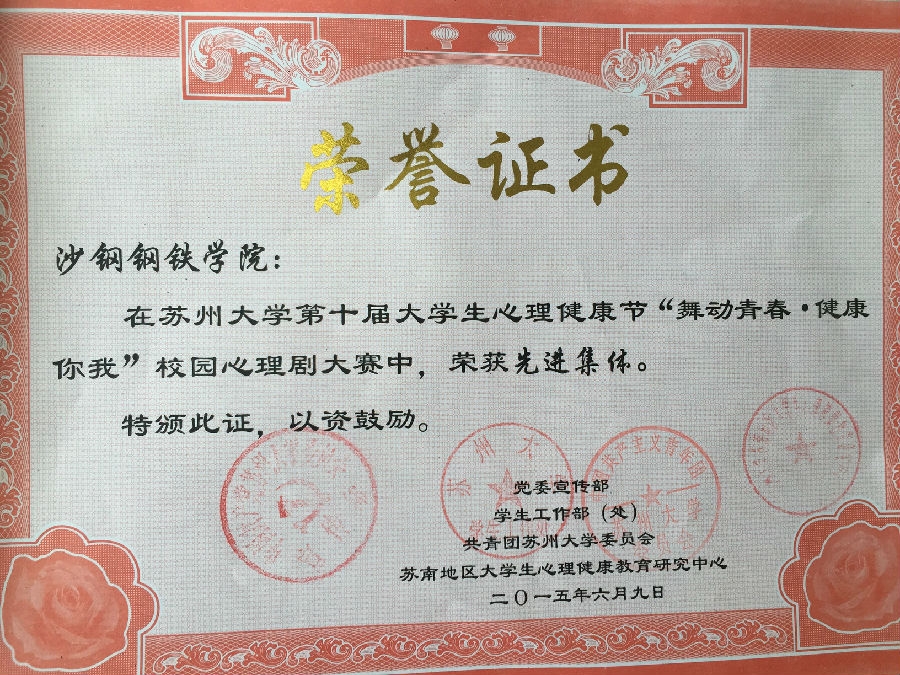 荣誉证书
沙钢钢铁学院：
在苏州大学第十届大学生心理健康节“舞动青春·健康
你我”校园心理剧大赛中，荣获先进集体。
特颁此证，以资鼓励。
党委宣传部
学生工作部（处）
共青团苏州大学委员会
苏南地区大学生心理健康教育研究中心
二〇一五年六月九日